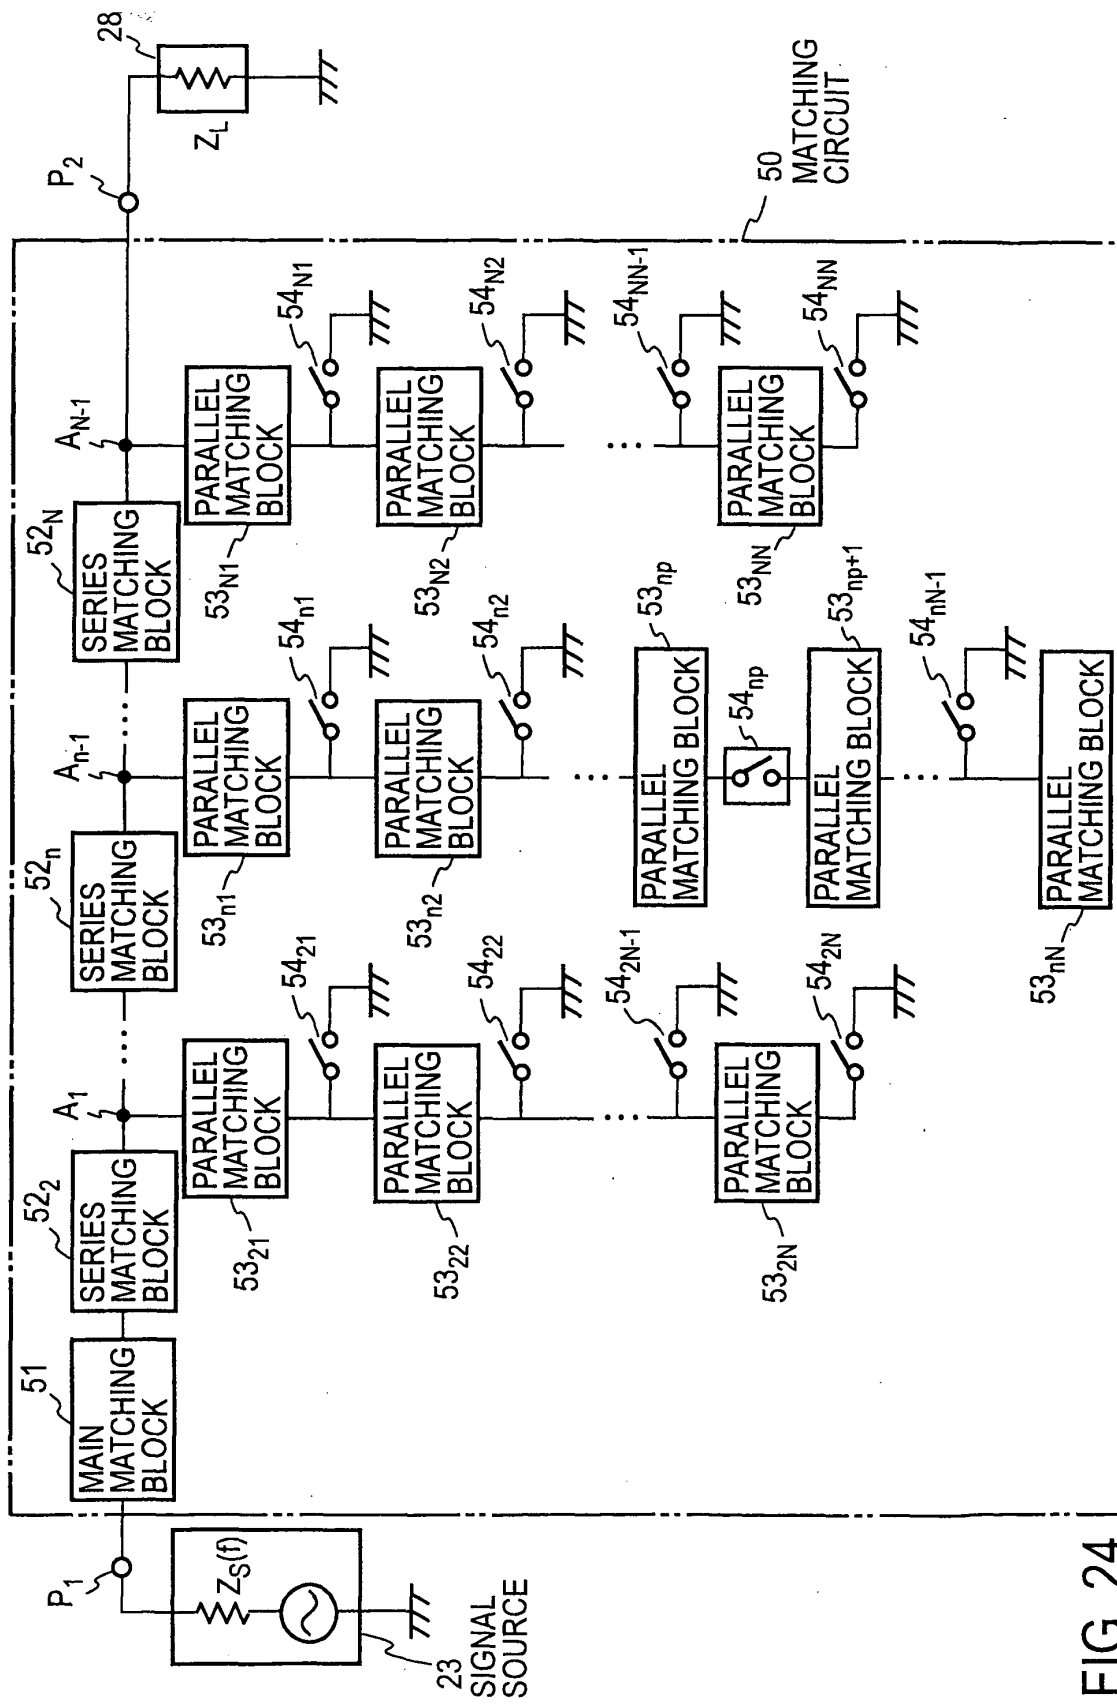 P1
23
SIGNAL
SOURCE
ZS(f)
51
MAIN
MATCHING
BLOCK
522
SERIES
MATCHING
BLOCK
A1
52n
SERIES
MATCHING
BLOCK
An-1
52N
SERIES
MATCHING
BLOCK
AN-1
P2
28
ZL
50
MATCHING
CIRCUIT
PARALLEL
MATCHING
BLOCK
5321
5421
PARALLEL
MATCHING
BLOCK
5322
5422
...
542N-1
PARALLEL
MATCHING
BLOCK
532N
542N
PARALLEL
MATCHING
BLOCK
53n1
54n1
PARALLEL
MATCHING
BLOCK
53n2
54n2
...
PARALLEL
MATCHING BLOCK
53np
54np
PARALLEL
MATCHING BLOCK
53np+1
...
54nN-1
PARALLEL
MATCHING BLOCK
53nN
PARALLEL
MATCHING
BLOCK
53N1
54N1
PARALLEL
MATCHING
BLOCK
53N2
54N2
...
54NN-1
PARALLEL
MATCHING
BLOCK
53NN
54NN
FIG. 24